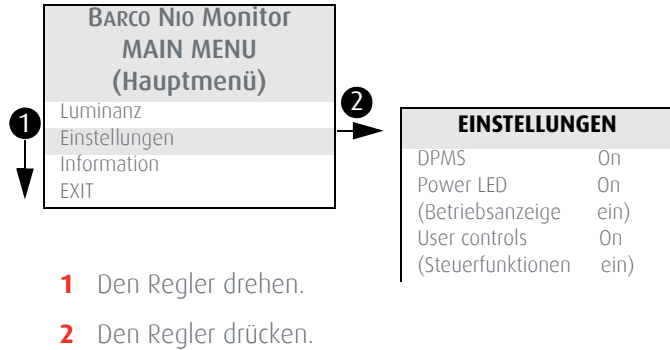 BARCO NIO Monitor
MAIN MENU
(Hauptmenü)
1
Luminanz
Einstellungen
Information
EXIT
2
EINSTELLUNGEN
DPMS On
Power LED On
(Betriebsanzeige ein)
User controls On
(Steuerfunktionen ein)
1 Den Regler drehen.
2 Den Regler drücken.